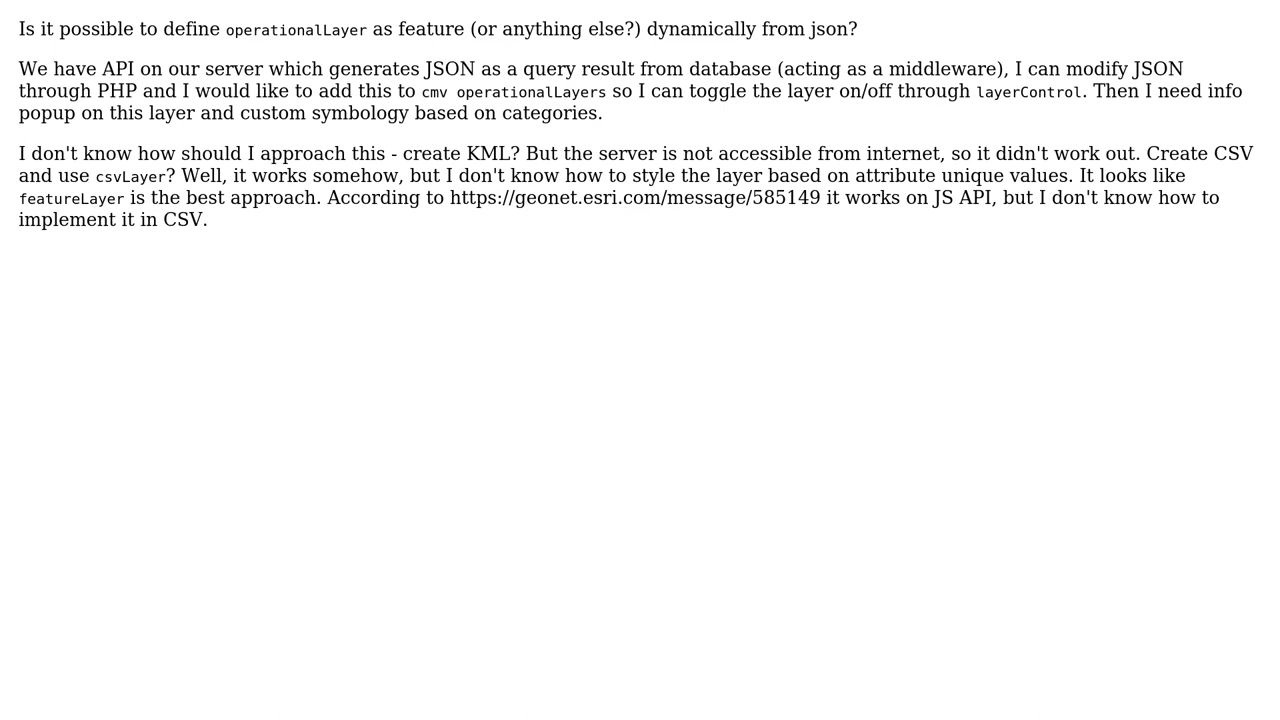 Is it possible to define operationalLayer as feature (or anything else?) dynamically from json?
We have API on our server which generates JSON as a query result from database (acting as a middleware), I can modify JSON
through PHP and I would like to add this to cmv operationalLayers so I can toggle the layer on/off through layerControl. Then I need info
popup on this layer and custom symbology based on categories.
I don't know how should I approach this - create KML? But the server is not accessible from internet, so it didn't work out. Create CSV
and use csvLayer? Well, it works somehow, but I don't know how to style the layer based on attribute unique values. It looks like
featureLayer is the best approach. According to https://geonet.esri.com/message/585149 it works on JS API, but I don't know how to
implement it in CSV.